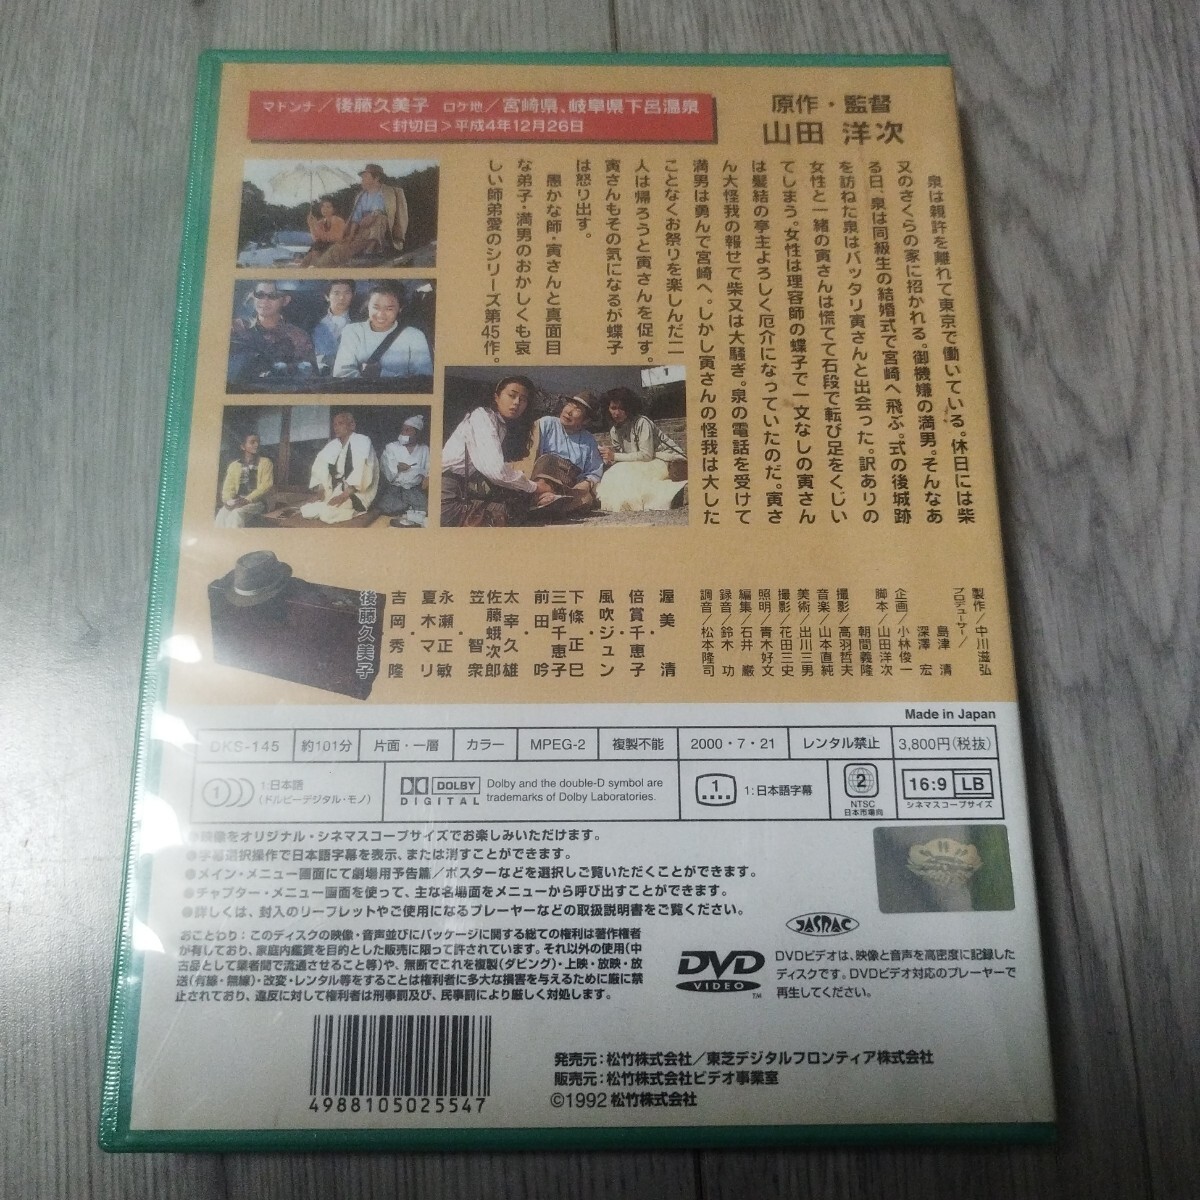 マドンナ/後藤久美子 ロケ地/宮崎県、岐阜県下呂温泉
<封切日>平成4年12月26日
原作・監督
山田 洋次
泉は親許を離れて東京で働いている。休日には柴
又のさくらの家に招かれる。御機嫌の満男。そんなあ
る日、泉は同級生の結婚式で宮崎へ飛ぶ。式の後城跡
を訪ねた泉はバッタリ寅さんと出会った。訳ありの
女性と一緒の寅さんは慌てて石段で転び足をくじい
てしまう。女性は理容師の蝶子で一文なしの寅さん
は髪結の亭主よろしく厄介になっていたのだ。寅さ
ん大怪我の報せで柴又は大騒ぎ。泉の電話を受けて
満男は勇んで宮崎へ。しかし寅さんの怪我は大した
ことなくお祭りを楽しんだ二
人は帰ろうと寅さんを促す。
寅さんもその気になるが蝶子
は怒り出す。
愚かな師・寅さんと真面目
な弟子・満男のおかしくも哀
しい師弟愛のシリーズ第45作。
製作/中川滋弘
プロデューサー/
島津 清
深澤 宏
企画/小林俊一
脚本/山田洋次
朝間義隆
撮影/高羽哲夫
音楽/山本直純
美術/出川三男
撮影/花田三史
照明/青木好文
編集/石井 巌
録音/鈴木 功
調音/松本隆司
渥美 清
倍賞千恵子
風吹ジュン
下條正巳
三﨑千恵子
前田 吟
太宰久雄
佐藤蛾次郎
笠 智衆
永瀬正敏
夏木マリ
吉岡秀隆
後藤久美子
Made in Japan
DKS-145 約101分 片面・一層 カラー MPEG-2 複製不能 2000・7・21 レンタル禁止 3,800円(税抜)
1 1:日本語
(ドルビーデジタル・モノ)
DOLBY
DIGITAL
Dolby and the double-D symbol are
trademarks of Dolby Laboratories.
1 1:日本語字幕
2
NTSC
日本市場向
16:9 LB
シネマスコープサイズ
●映像をオリジナル・シネマスコープサイズでお楽しみいただけます。
●字幕選択操作で日本語字幕を表示、または消すことができます。
●メイン・メニュー画面にて劇場用予告篇/ポスターなどを選択しご覧いただくことができます。
●チャプター・メニュー画面を使って、主な名場面をメニューから呼び出すことができます。
●詳しくは、封入のリーフレットやご使用になるプレーヤーなどの取扱説明書をご覧ください。
おことわり:このディスクの映像・音声並びにパッケージに関する総ての権利は著作権者
が有しており、家庭内鑑賞を目的とした販売に限って許されています。それ以外の使用(中
古品として業者間で流通させること等)や、無断でこれを複製(ダビング)・上映・放映・放
送(有線・無線)・改変・レンタル等をすることは権利者に多大な損害を与えるために厳に禁
止されており、違反に対して権利者は刑事罰及び、民事罰により厳しく対処します。
JASRAC
DVD
VIDEO
TM
DVDビデオは、映像と音声を高密度に記録した
ディスクです。DVDビデオ対応のプレーヤーで
再生してください。
4988105025547
発売元:松竹株式会社/東芝デジタルフロンティア株式会社
販売元:松竹株式会社ビデオ事業室
©1992 松竹株式会社